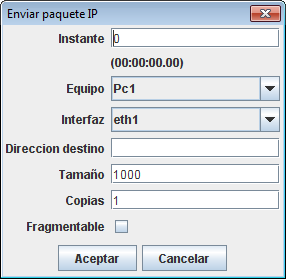 Enviar paquete IP
Instante 0
(00:00:00.00)
Equipo Pc1
Interfaz eth1
Direccion destino
Tamaño 1000
Copias 1
Fragmentable
Aceptar Cancelar